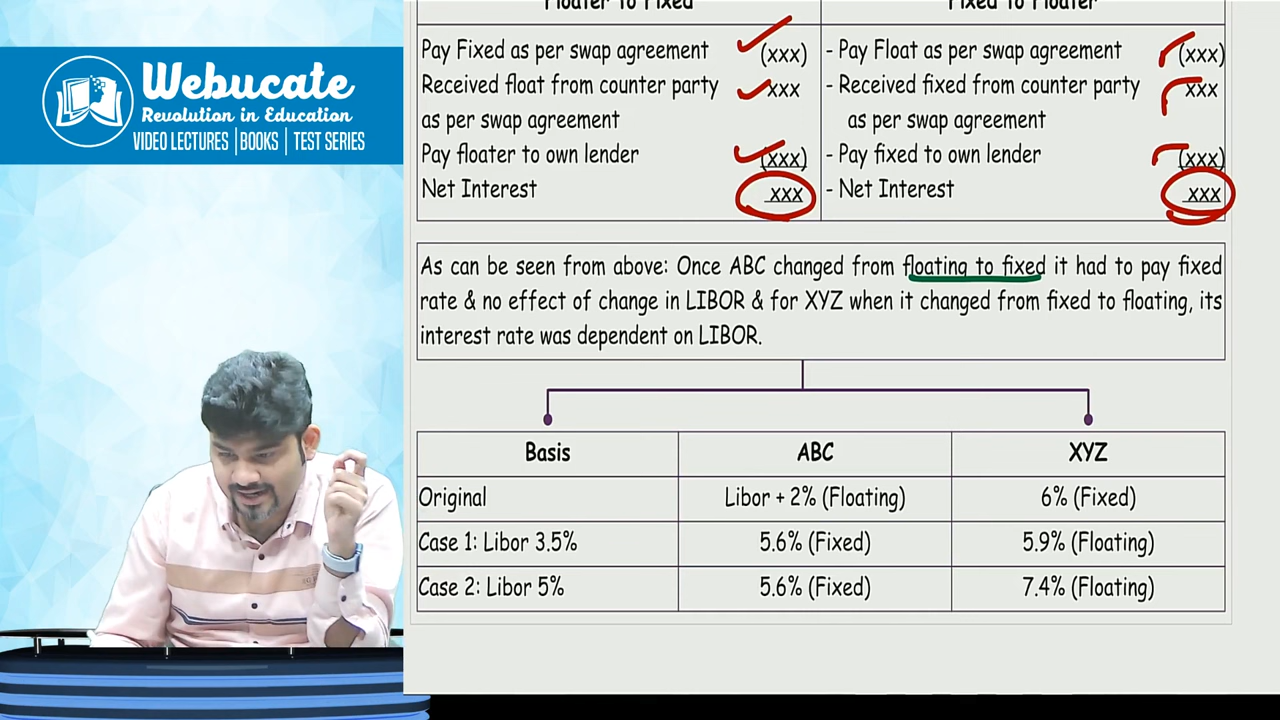 Floater To Fixed
Fixed To Floater
Webucate
Revolution in Education
VIDEO LECTURES | BOOKS | TEST SERIES
Pay Fixed as per swap agreement (xxx)
Received float from counter party xxx
as per swap agreement
Pay floater to own lender (xxx)
Net Interest xxx
- Pay Float as per swap agreement (xxx)
- Received fixed from counter party xxx
as per swap agreement
- Pay fixed to own lender (xxx)
- Net Interest xxx
As can be seen from above: Once ABC changed from floating to fixed it had to pay fixed
rate & no effect of change in LIBOR & for XYZ when it changed from fixed to floating, its
interest rate was dependent on LIBOR.
Basis ABC XYZ
Original Libor + 2% (Floating) 6% (Fixed)
Case 1: Libor 3.5% 5.6% (Fixed) 5.9% (Floating)
Case 2: Libor 5% 5.6% (Fixed) 7.4% (Floating)